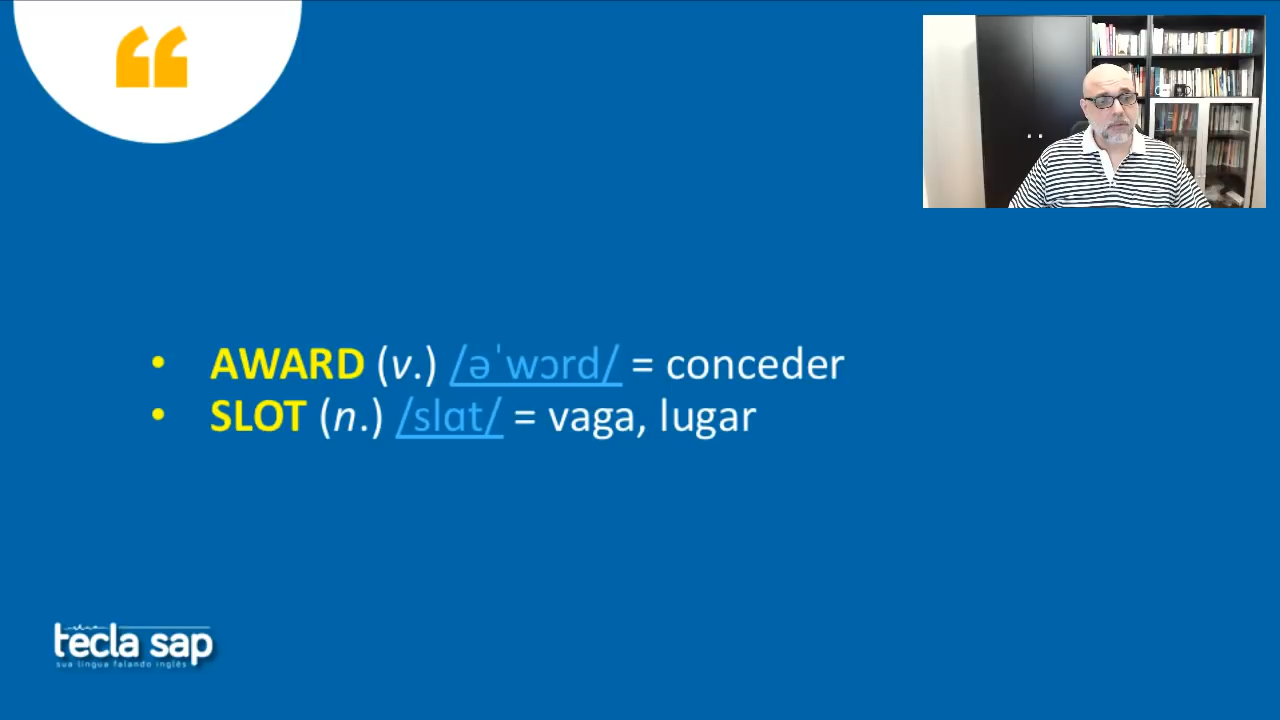 “
• AWARD (v.) /əˈwɔrd/ = conceder
• SLOT (n.) /slɑt/ = vaga, lugar
tecla sap
sua língua falando inglês